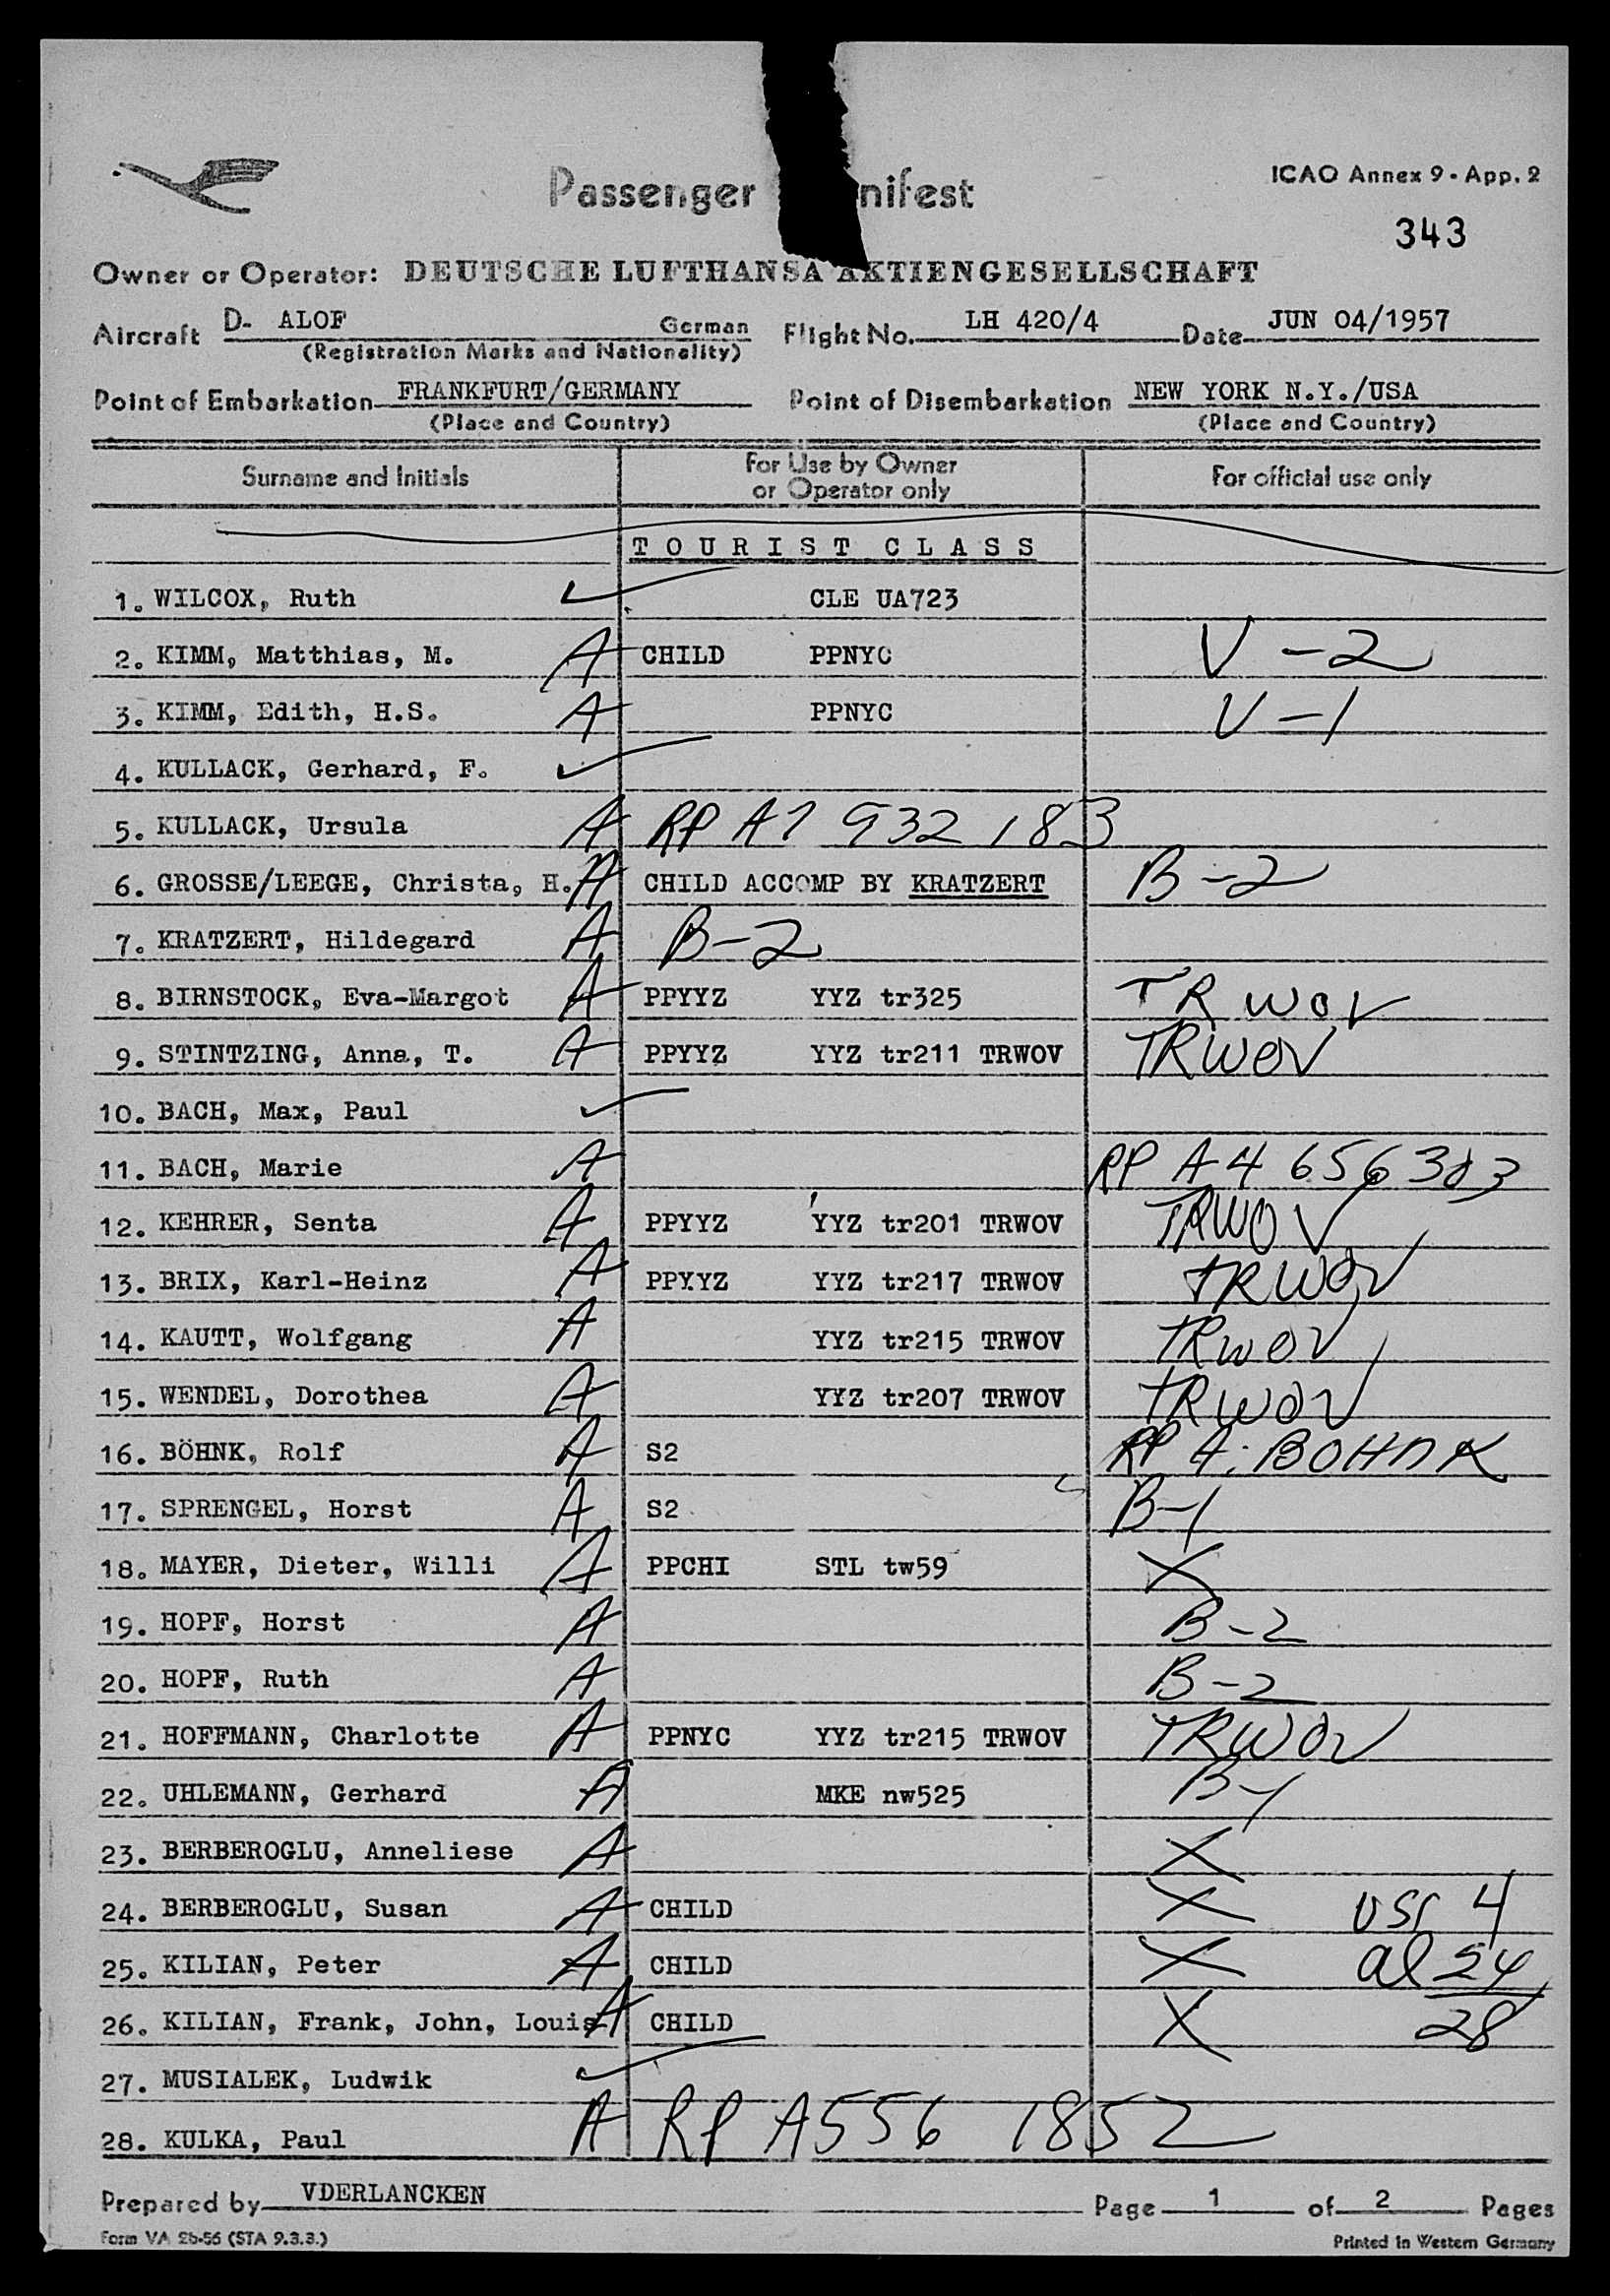 Passenger nifest
ICAO Annex 9 - App. 2
343
Owner or Operator: DEUTSCHE LUFTHANSA AKTIENGESELLSCHAFT
Aircraft D- ALOF German Flight No. LH 420/4 Date JUN 04/1957
(Registration Marks and Nationality)
Point of Embarkation FRANKFURT/GERMANY Point of Disembarkation NEW YORK N.Y./USA
(Place and Country) (Place and Country)
Surname and Initials For Use by Owner or Operator only For official use only
TOURIST CLASS
1. WILCOX, Ruth CLE UA723
2. KIMM, Matthias, M. A CHILD PPNYC V-2
3. KIMM, Edith, H.S. A PPNYC V-1
4. KULLACK, Gerhard, F.
5. KULLACK, Ursula A RP A7 932 183
6. GROSSE/LEEGE, Christa, H. A CHILD ACCOMP BY KRATZERT B-2
7. KRATZERT, Hildegard A B-2
8. BIRNSTOCK, Eva-Margot A PPYYZ YYZ tr325 TRWOV
9. STINTZING, Anna, T. A PPYYZ YYZ tr211 TRWOV TRWOV
10. BACH, Max, Paul
11. BACH, Marie A RP A4 656 303
12. KEHRER, Senta A PPYYZ YYZ tr201 TRWOV TRWOV
13. BRIX, Karl-Heinz A PPYYZ YYZ tr217 TRWOV TRWOV
14. KAUTT, Wolfgang A YYZ tr215 TRWOV TRWOV
15. WENDEL, Dorothea A YYZ tr207 TRWOV TRWOV
16. BÖHNK, Rolf A S2 RP A: BOHNK
17. SPRENGEL, Horst A S2 B-1
18. MAYER, Dieter, Willi A PPCHI STL tw59 X
19. HOPF, Horst A B-2
20. HOPF, Ruth A B-2
21. HOFFMANN, Charlotte A PPNYC YYZ tr215 TRWOV TRWOV
22. UHLEMANN, Gerhard A MKE nw525 B-1
23. BERBEROGLU, Anneliese A X
24. BERBEROGLU, Susan A CHILD X 4
25. KILIAN, Peter A CHILD X al 24
26. KILIAN, Frank, John, Louis A CHILD X 28
27. MUSIALEK, Ludwik
28. KULKA, Paul A RP A556 1852
Prepared by VDERLANCKEN Page 1 of 2 Pages
Form VA 2b-56 (STA 9.3.3.) Printed in Western Germany